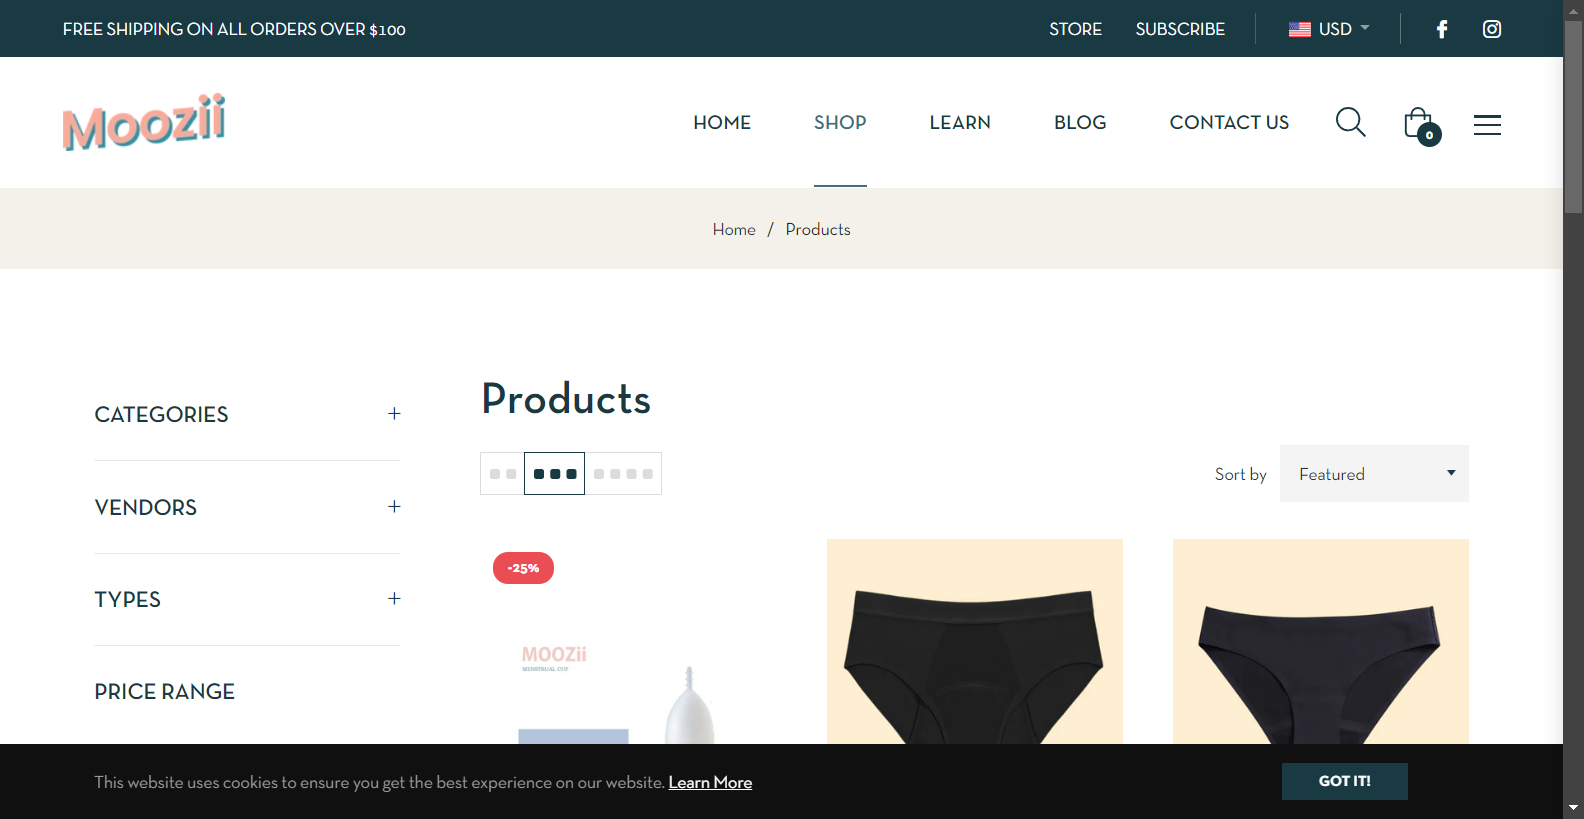 FREE SHIPPING ON ALL ORDERS OVER $100
STORE
SUBSCRIBE
USD
Moozii
HOME
SHOP
LEARN
BLOG
CONTACT US
0
Home / Products
CATEGORIES
VENDORS
TYPES
PRICE RANGE
Products
Sort by
Featured
-25%
MOOZii
MENSTRUAL CUP
This website uses cookies to ensure you get the best experience on our website. Learn More
GOT IT!